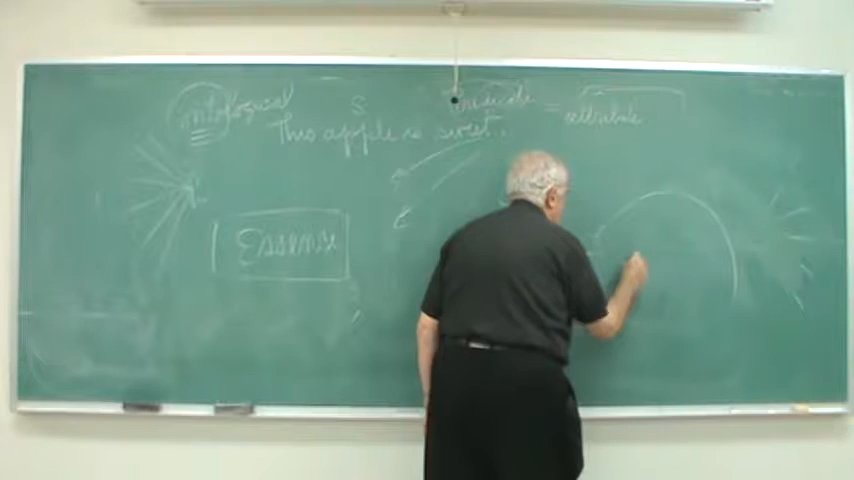 ontological S Predicate = attribute
This apple is sweet.
Essence